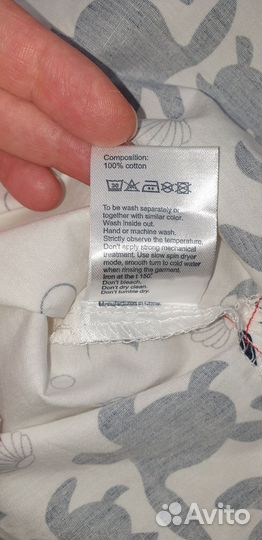 Composition:
100% cotton
To be wash separately or
together with similar color.
Wash inside out.
Hand or machine wash.
Strictly observe the temperature.
Don't apply strong mechanical
treatment. Use slow spin dryer
mode, smooth turn to cold water
when rinsing the garment.
Iron at the t 150°
Don't bleach.
Don't dry clean.
Don't tumble dry.
Avito